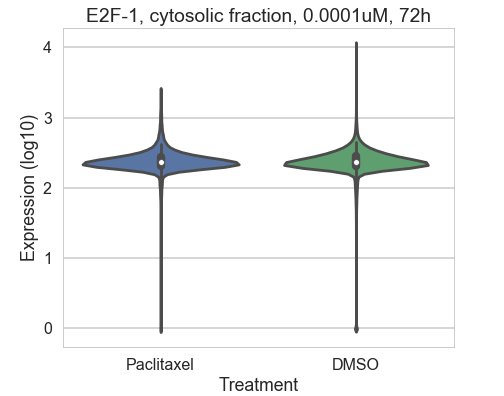 E2F-1, cytosolic fraction, 0.0001uM, 72h
Expression (log10)
4
3
2
1
0
Paclitaxel DMSO
Treatment